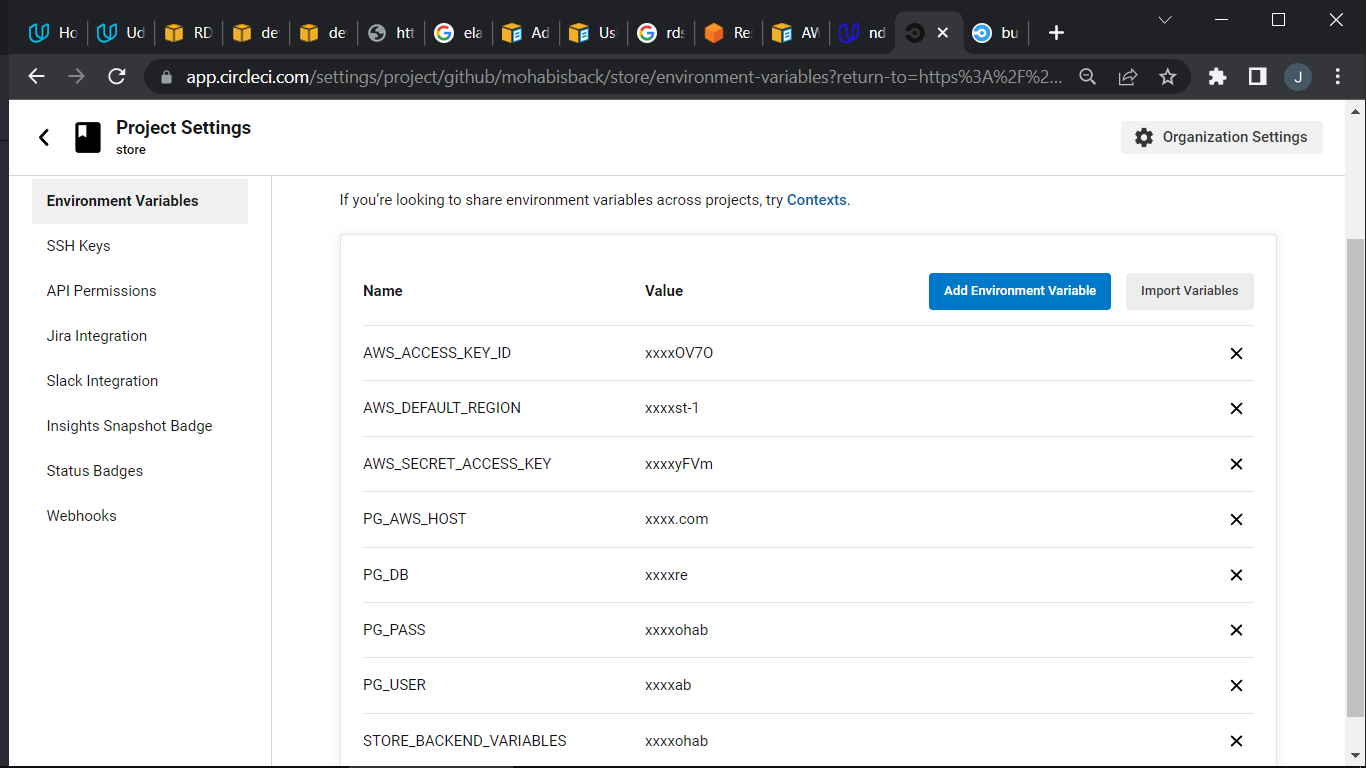 Ho
Ud
RD
de
de
htt
ela
Ad
Usi
rds
Re
AW
nd
bu
app.circleci.com/settings/project/github/mohabisback/store/environment-variables?return-to=https%3A%2F%2...
J
Project Settings
store
Organization Settings
Environment Variables
SSH Keys
API Permissions
Jira Integration
Slack Integration
Insights Snapshot Badge
Status Badges
Webhooks
If you’re looking to share environment variables across projects, try Contexts.
Name Value Add Environment Variable Import Variables
AWS_ACCESS_KEY_ID xxxxOV7O
AWS_DEFAULT_REGION xxxxst-1
AWS_SECRET_ACCESS_KEY xxxxyFVm
PG_AWS_HOST xxxx.com
PG_DB xxxxre
PG_PASS xxxxohab
PG_USER xxxxab
STORE_BACKEND_VARIABLES xxxxohab